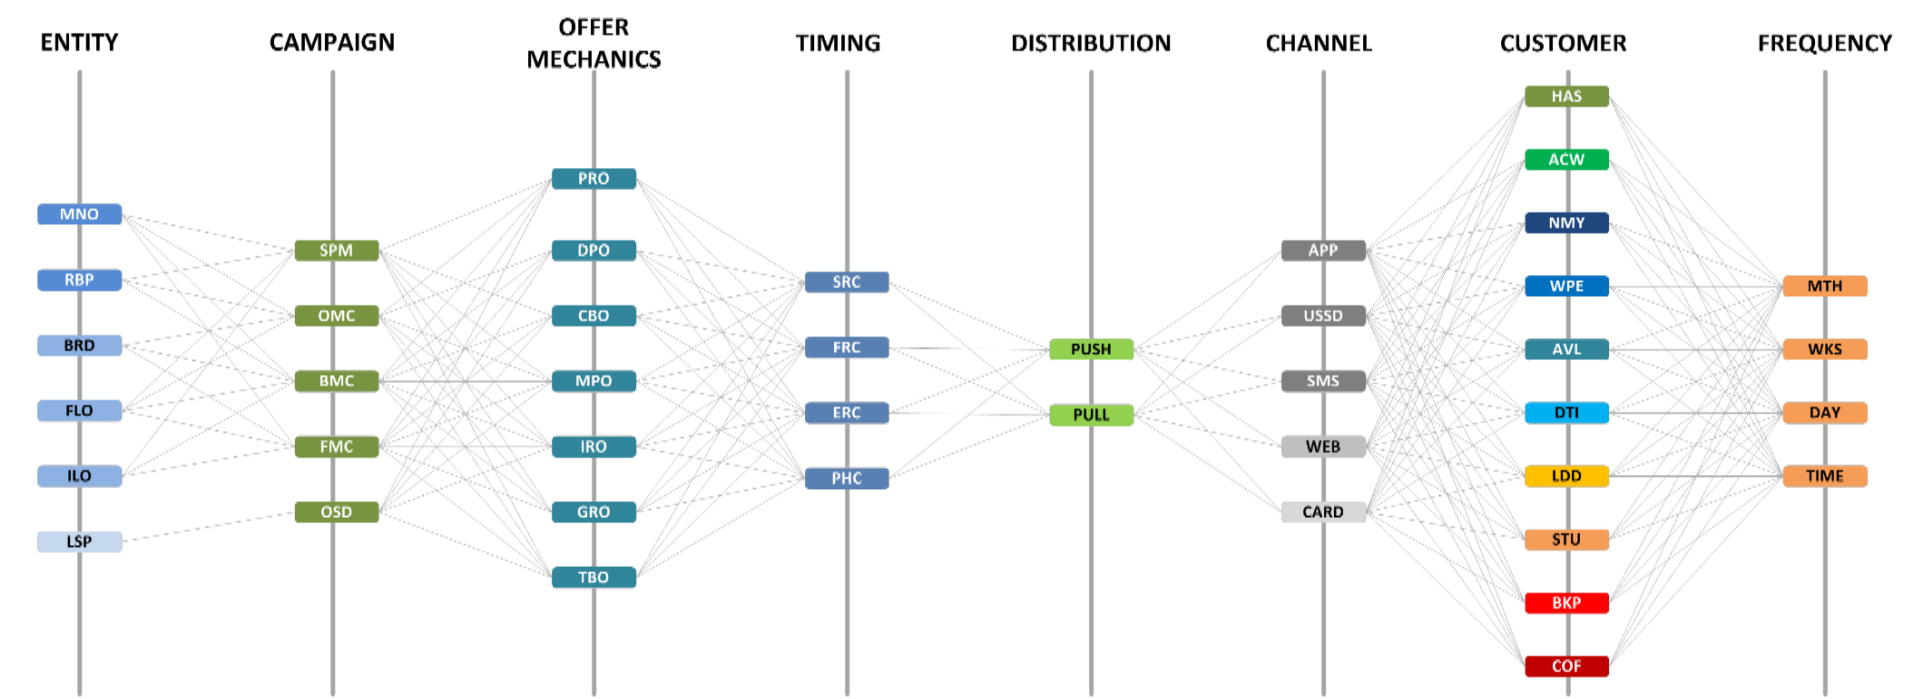 ENTITY
CAMPAIGN
OFFER
MECHANICS
TIMING
DISTRIBUTION
CHANNEL
CUSTOMER
FREQUENCY
MNO
RBP
BRD
FLO
ILO
LSP
SPM
OMC
BMC
FMC
OSD
PRO
DPO
CBO
MPO
IRO
GRO
TBO
SRC
FRC
ERC
PHC
PUSH
PULL
APP
USSD
SMS
WEB
CARD
HAS
ACW
NMY
WPE
AVL
DTI
LDD
STU
BKP
COF
MTH
WKS
DAY
TIME